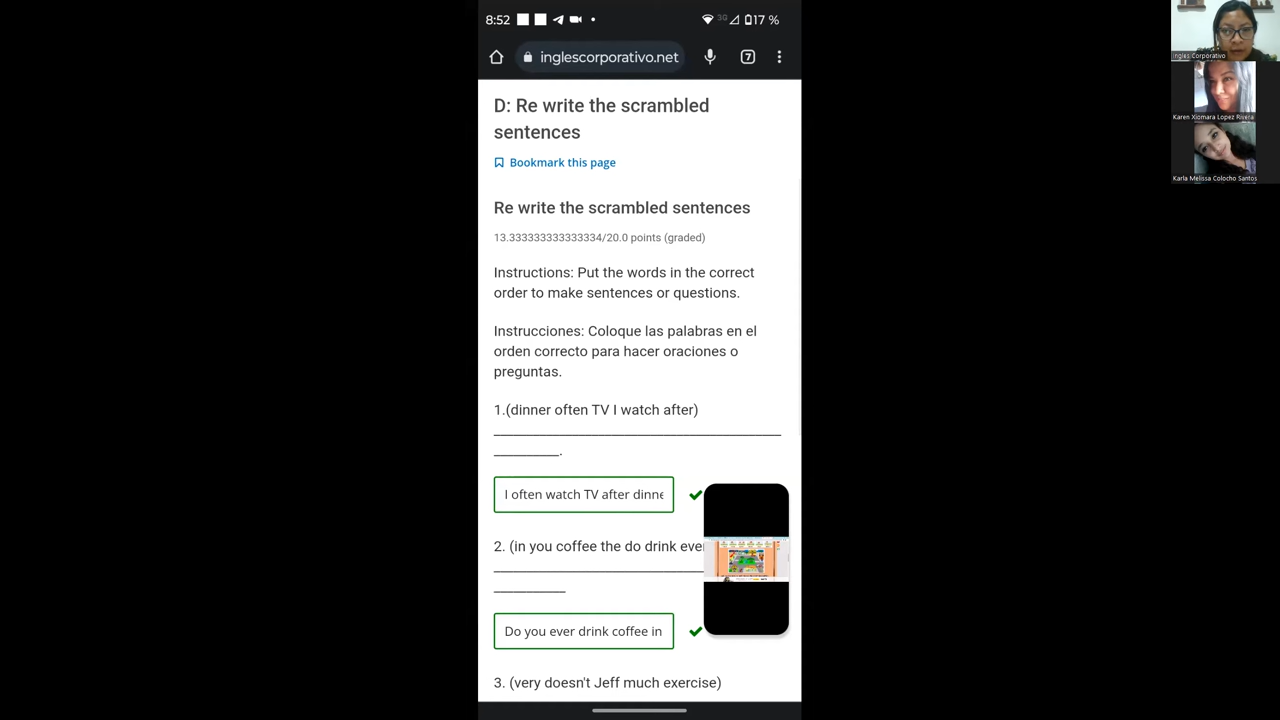 8:52
3G
17 %
inglescorporativo.net
7
D: Re write the scrambled
sentences
Bookmark this page
Re write the scrambled sentences
13.333333333333334/20.0 points (graded)
Instructions: Put the words in the correct
order to make sentences or questions.
Instrucciones: Coloque las palabras en el
orden correcto para hacer oraciones o
preguntas.
1.(dinner often TV I watch after)
I often watch TV after dinne
2. (in you coffee the do drink ever
Do you ever drink coffee in
3. (very doesn't Jeff much exercise)
Ingles Corporativo
Karen Xiomara Lopez Rivera
Karla Melissa Colocho Santos